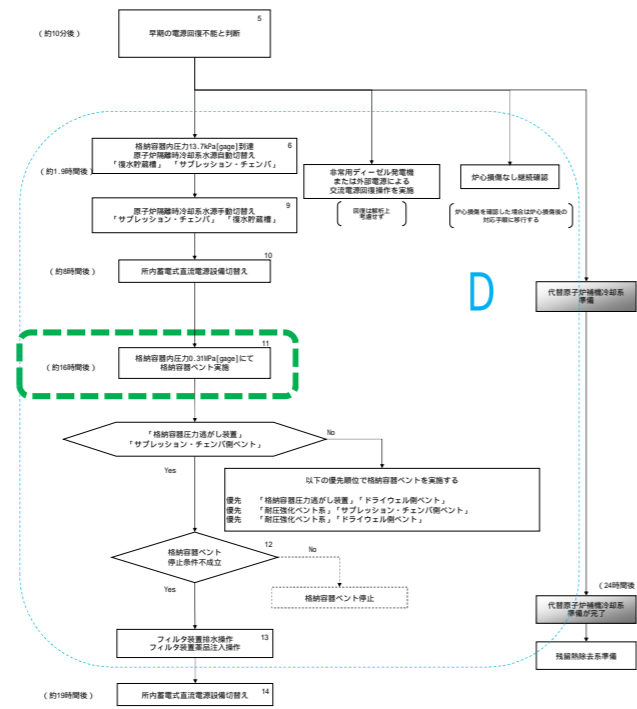 (約10分後)
5
早期の電源回復不能と判断
6
格納容器内圧力13.7kPa[gage]到達
原子炉隔離時冷却系水源自動切替え
「復水貯蔵槽」 「サプレッション・チェンバ」
(約1.9時間後)
9
原子炉隔離時冷却系水源手動切替え
「サプレッション・チェンバ」 「復水貯蔵槽」
非常用ディーゼル発電機
または外部電源による
交流電源回復操作を実施
回復は解析上
考慮せず
炉心損傷なし継続確認
炉心損傷を確認した場合は炉心損傷後の
対応手順に移行する
(約8時間後)
10
所内蓄電式直流電源設備切替え
D
代替原子炉補機冷却系
準備
(約16時間後)
11
格納容器内圧力0.31MPa[gage]にて
格納容器ベント実施
「格納容器圧力逃がし装置」
「サプレッション・チェンバ側ベント」
No
Yes
以下の優先順位で格納容器ベントを実施する
優先 「格納容器圧力逃がし装置」「ドライウェル側ベント」
優先 「耐圧強化ベント系」「サプレッション・チェンバ側ベント」
優先 「耐圧強化ベント系」「ドライウェル側ベント」
12
格納容器ベント
停止条件不成立
No
Yes
格納容器ベント停止
(24時間後
代替原子炉補機冷却系
準備が完了
13
フィルタ装置排水操作
フィルタ装置薬品注入操作
残留熱除去系準備
(約19時間後)
14
所内蓄電式直流電源設備切替え